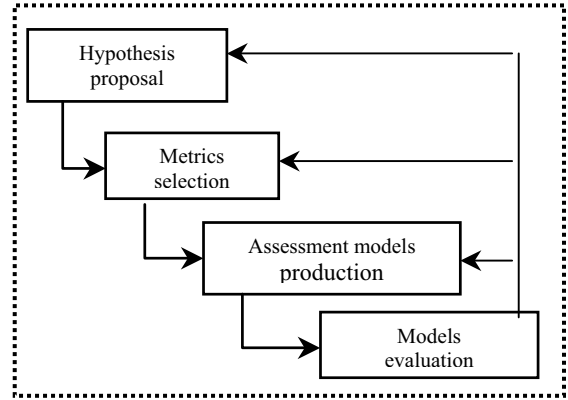 Hypothesis
proposal
Metrics
selection
Assessment models
production
Models
evaluation